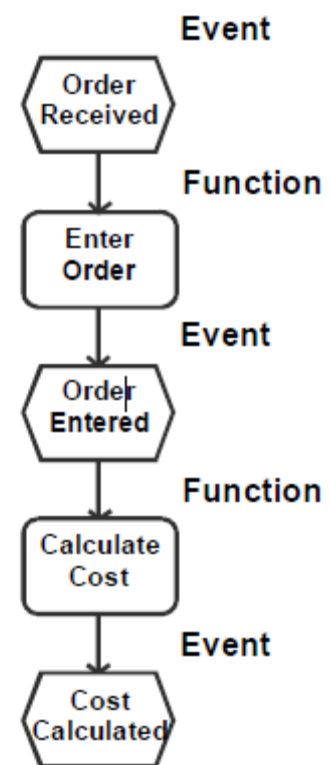 Event
Order
Received
Function
Enter
Order
Event
Order
Entered
Function
Calculate
Cost
Event
Cost
Calculated